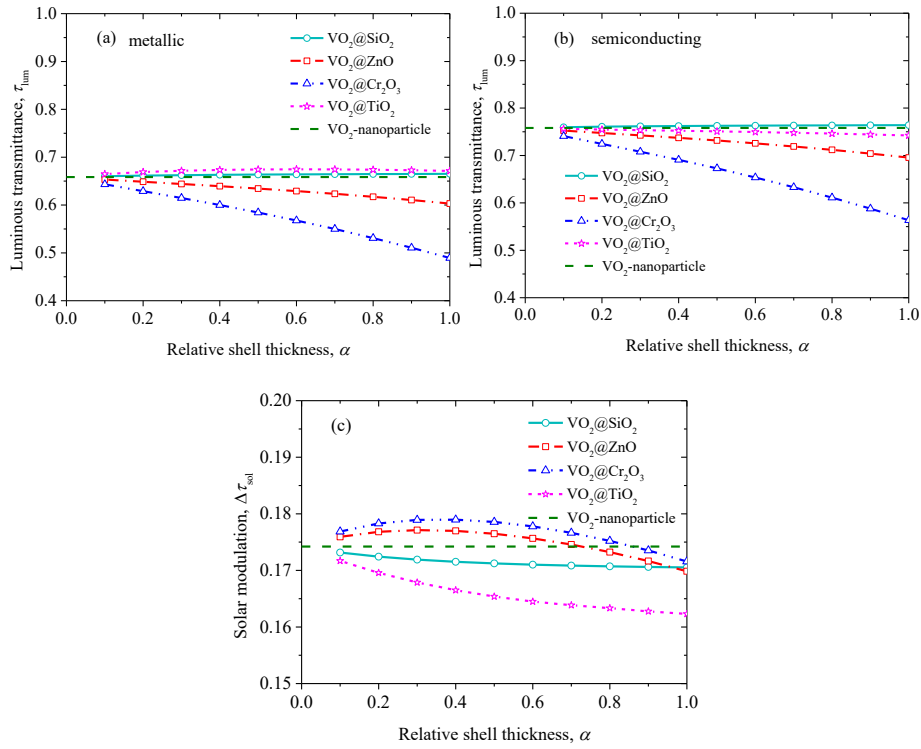 (a) metallic
VO₂@SiO₂
VO₂@ZnO
VO₂@Cr₂O₃
VO₂@TiO₂
VO₂-nanoparticle
Luminous transmittance, τlum
1.0
0.9
0.8
0.7
0.6
0.5
0.4
0.0 0.2 0.4 0.6 0.8 1.0
Relative shell thickness, α
(b) semiconducting
VO₂@SiO₂
VO₂@ZnO
VO₂@Cr₂O₃
VO₂@TiO₂
VO₂-nanoparticle
Luminous transmittance, τlum
1.0
0.9
0.8
0.7
0.6
0.5
0.4
0.0 0.2 0.4 0.6 0.8 1.0
Relative shell thickness, α
(c)
VO₂@SiO₂
VO₂@ZnO
VO₂@Cr₂O₃
VO₂@TiO₂
VO₂-nanoparticle
Solar modulation, Δτsol
0.20
0.19
0.18
0.17
0.16
0.15
0.0 0.2 0.4 0.6 0.8 1.0
Relative shell thickness, α